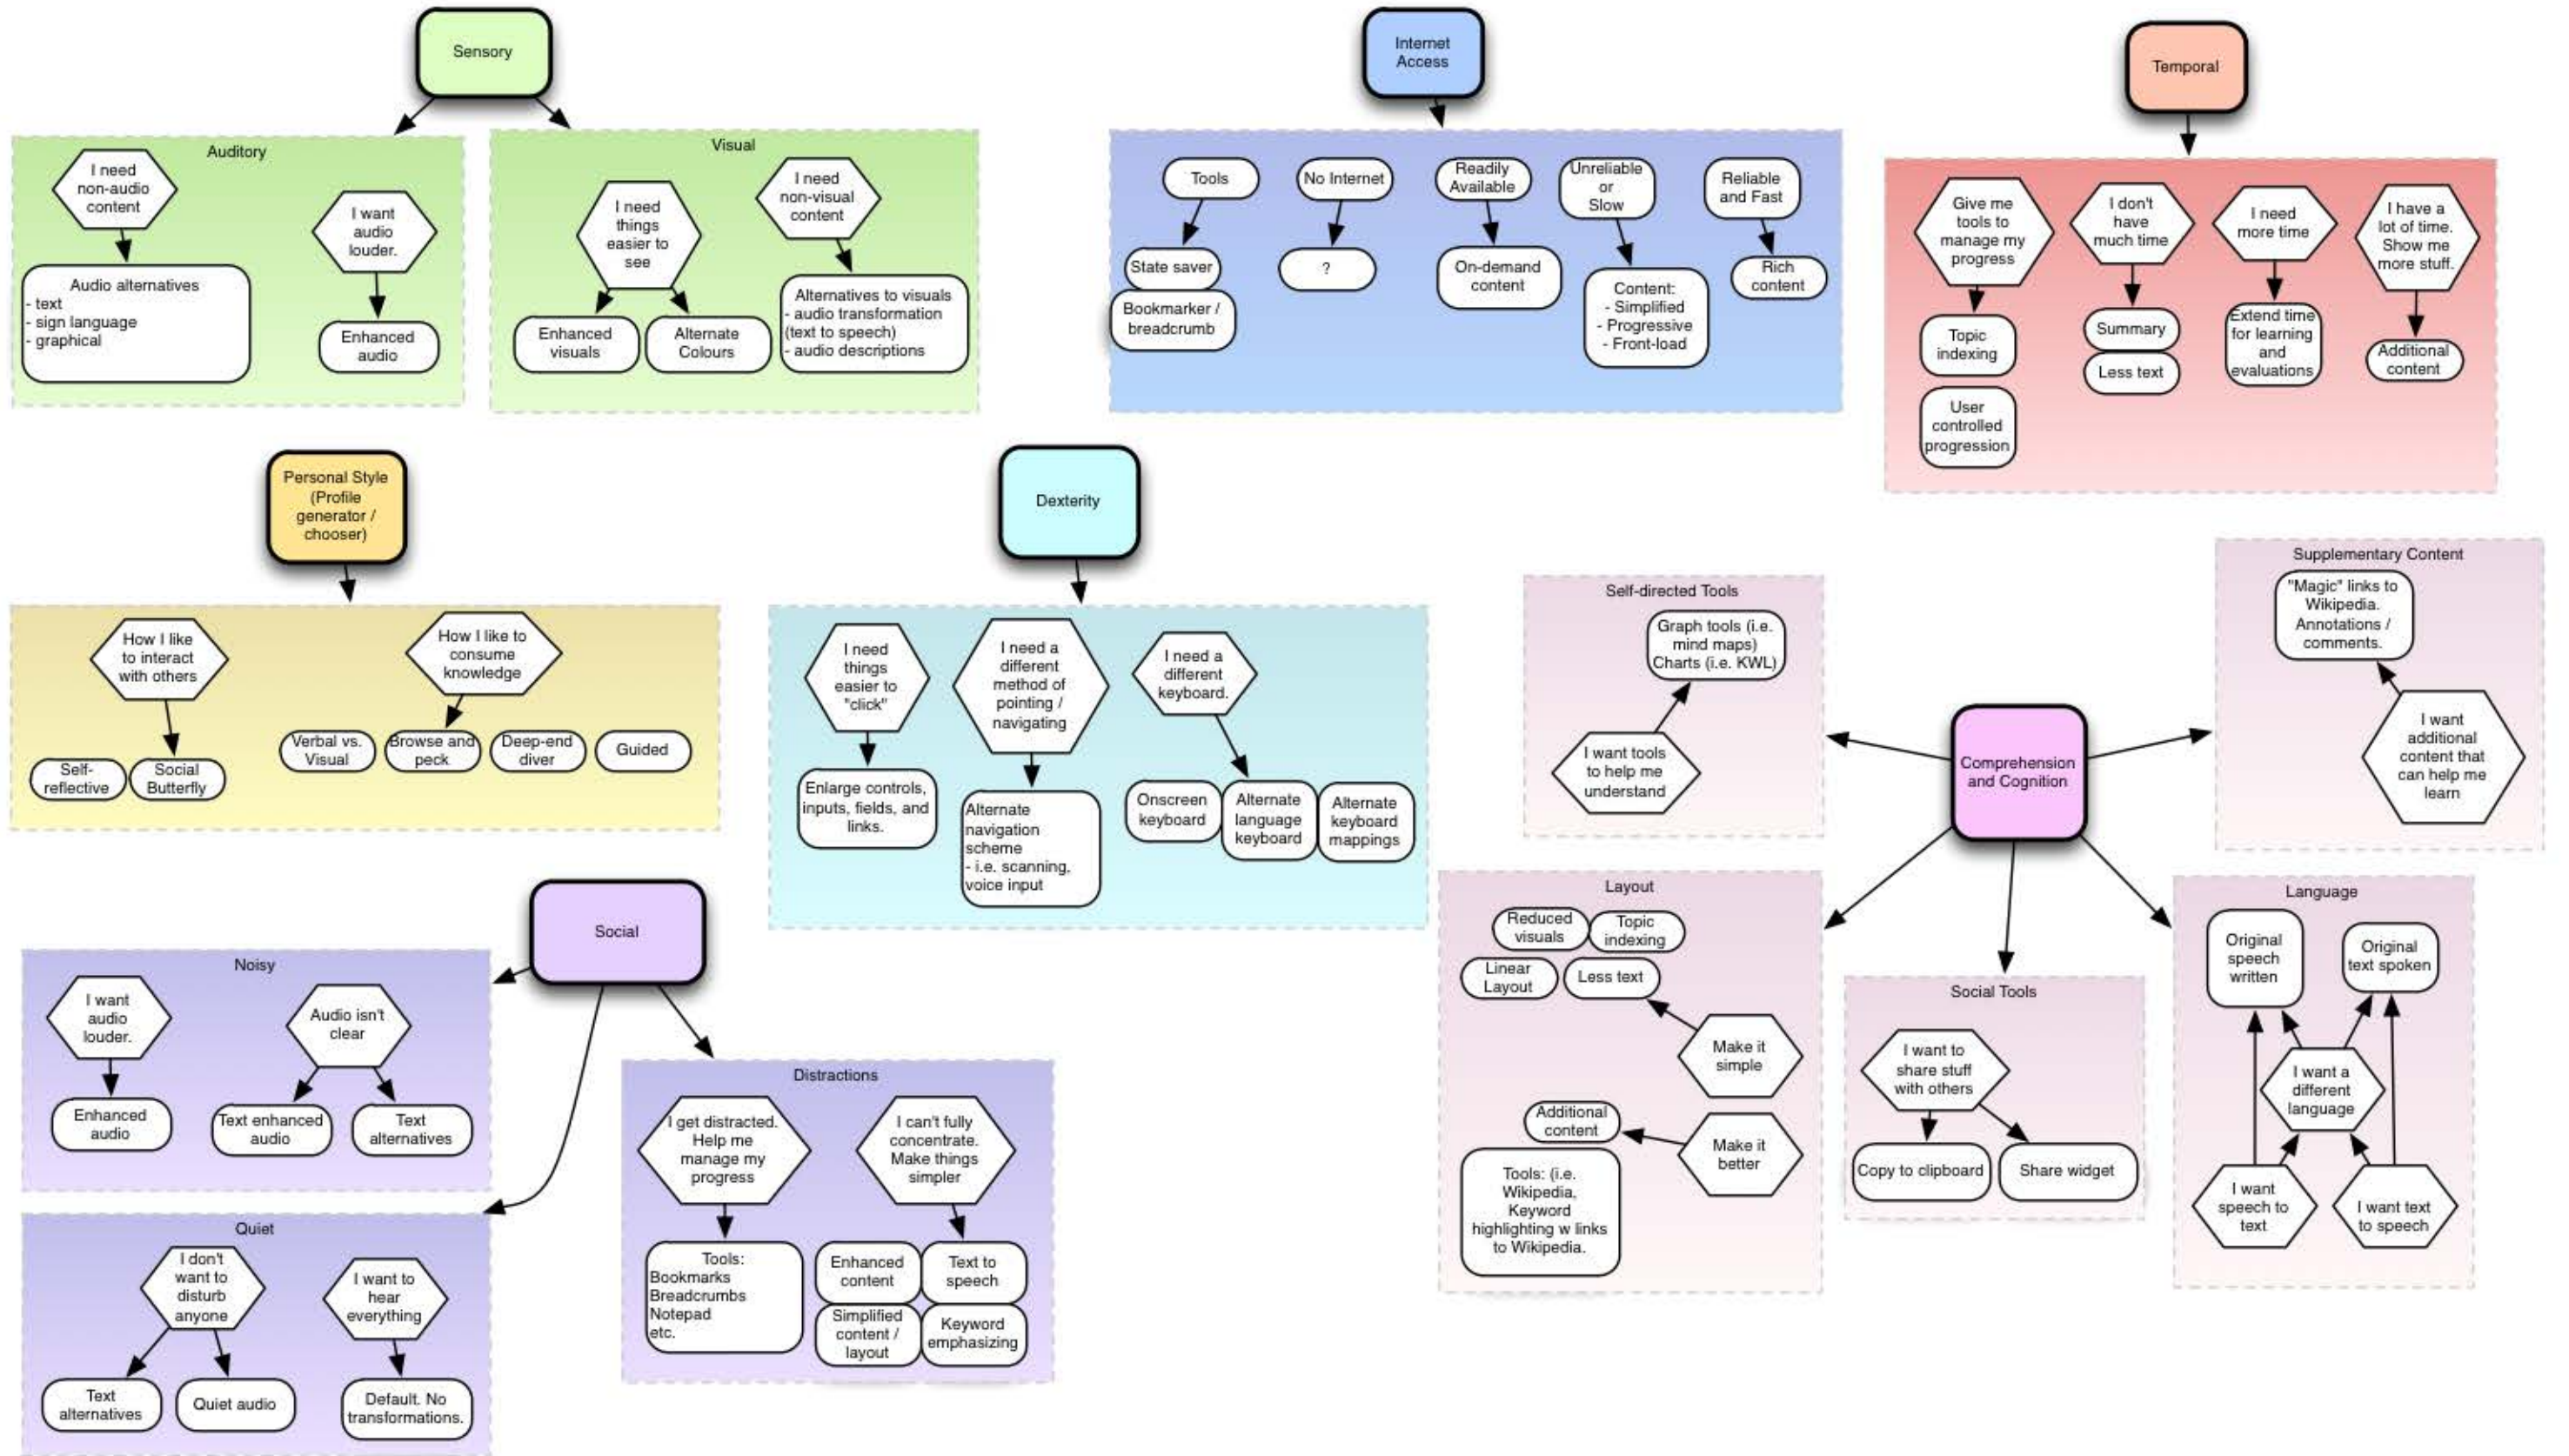 Sensory
Auditory
I need
non-audio
content
I want
audio
louder.
Audio alternatives
- text
- sign language
- graphical
Enhanced
audio
Visual
I need
things
easier to
see
I need
non-visual
content
Enhanced
visuals
Alternate
Colours
Alternatives to visuals
- audio transformation
(text to speech)
- audio descriptions
Internet
Access
Tools
No Internet
Readily
Available
Unreliable
or
Slow
Reliable
and Fast
State saver
Bookmarker /
breadcrumb
?
On-demand
content
Content:
- Simplified
- Progressive
- Front-load
Rich
content
Temporal
Give me
tools to
manage my
progress
I don't
have
much time
I need
more time
I have a
lot of time.
Show me
more stuff.
Topic
indexing
User
controlled
progression
Summary
Less text
Extend time
for learning
and
evaluations
Additional
content
Personal Style
(Profile
generator /
chooser)
How I like
to interact
with others
How I like to
consume
knowledge
Self-
reflective
Social
Butterfly
Verbal vs.
Visual
Browse and
peck
Deep-end
diver
Guided
Dexterity
I need
things
easier to
"click"
I need a
different
method of
pointing /
navigating
I need a
different
keyboard.
Enlarge controls,
inputs, fields, and
links.
Alternate
navigation
scheme
- i.e. scanning,
voice input
Onscreen
keyboard
Alternate
language
keyboard
Alternate
keyboard
mappings
Comprehension
and Cognition
Self-directed Tools
Graph tools (i.e.
mind maps)
Charts (i.e. KWL)
I want tools
to help me
understand
Supplementary Content
"Magic" links to
Wikipedia.
Annotations /
comments.
I want
additional
content that
can help me
learn
Layout
Reduced
visuals
Topic
indexing
Linear
Layout
Less text
Make it
simple
Additional
content
Make it
better
Tools: (i.e.
Wikipedia,
Keyword
highlighting w links
to Wikipedia.
Social Tools
I want to
share stuff
with others
Copy to clipboard
Share widget
Language
Original
speech
written
Original
text spoken
I want a
different
language
I want
speech to
text
I want text
to speech
Social
Noisy
I want
audio
louder.
Audio isn't
clear
Enhanced
audio
Text enhanced
audio
Text
alternatives
Quiet
I don't
want to
disturb
anyone
I want to
hear
everything
Text
alternatives
Quiet audio
Default. No
transformations.
Distractions
I get distracted.
Help me
manage my
progress
I can't fully
concentrate.
Make things
simpler
Tools:
Bookmarks
Breadcrumbs
Notepad
etc.
Enhanced
content
Text to
speech
Simplified
content /
layout
Keyword
emphasizing